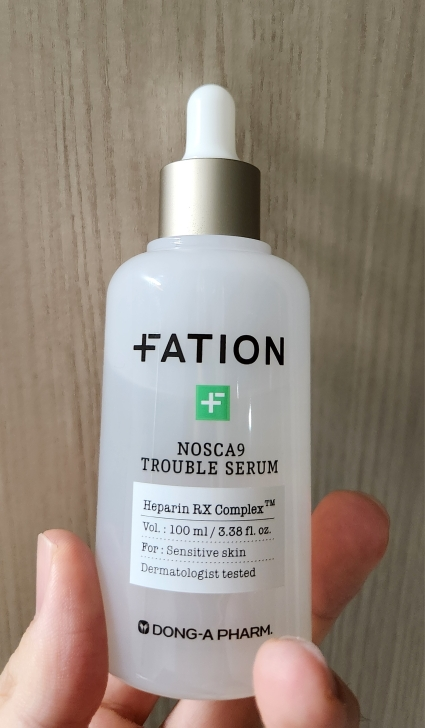 FATION
NOSCA9
TROUBLE SERUM
Heparin RX Complex™
Vol. : 100 ml / 3.38 fl. oz.
For : Sensitive skin
Dermatologist tested
DONG-A PHARM.